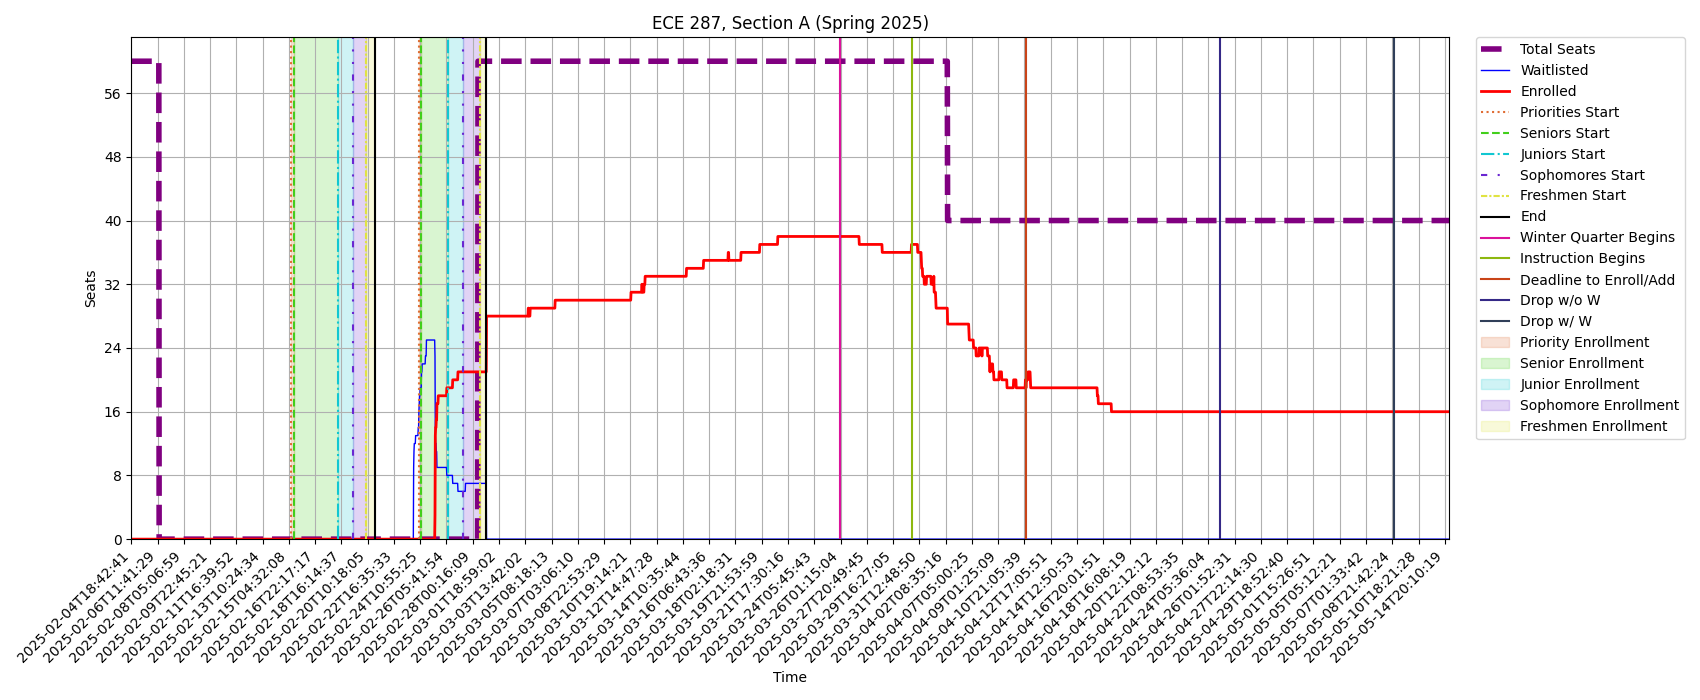 ECE 287, Section A (Spring 2025)
Seats
56
48
40
32
24
16
8
0
2025-02-04T18:42:41
2025-02-06T11:41:29
2025-02-08T05:06:59
2025-02-09T22:45:21
2025-02-11T16:39:52
2025-02-13T10:24:34
2025-02-15T04:32:08
2025-02-16T22:17:17
2025-02-18T16:14:37
2025-02-20T10:18:05
2025-02-22T16:35:33
2025-02-24T10:55:25
2025-02-26T05:41:54
2025-02-28T00:16:09
2025-03-01T18:59:02
2025-03-03T13:42:02
2025-03-05T08:18:13
2025-03-07T03:06:10
2025-03-08T22:53:29
2025-03-10T19:14:21
2025-03-12T14:47:28
2025-03-14T10:35:44
2025-03-16T06:43:36
2025-03-18T02:18:31
2025-03-19T21:53:59
2025-03-21T17:30:16
2025-03-24T05:45:43
2025-03-26T01:15:04
2025-03-27T20:49:45
2025-03-29T16:27:05
2025-03-31T12:48:50
2025-04-02T08:35:16
2025-04-07T05:00:25
2025-04-09T01:25:09
2025-04-10T21:05:39
2025-04-12T17:05:51
2025-04-14T12:50:53
2025-04-16T20:01:51
2025-04-18T16:08:19
2025-04-20T12:12:12
2025-04-22T08:53:35
2025-04-24T05:36:04
2025-04-26T01:52:31
2025-04-27T22:14:30
2025-04-29T18:52:40
2025-05-01T15:26:51
2025-05-05T05:12:21
2025-05-07T01:33:42
2025-05-08T21:42:24
2025-05-10T18:21:28
2025-05-14T20:10:19
Time
Total Seats
Waitlisted
Enrolled
Priorities Start
Seniors Start
Juniors Start
Sophomores Start
Freshmen Start
End
Winter Quarter Begins
Instruction Begins
Deadline to Enroll/Add
Drop w/o W
Drop w/ W
Priority Enrollment
Senior Enrollment
Junior Enrollment
Sophomore Enrollment
Freshmen Enrollment